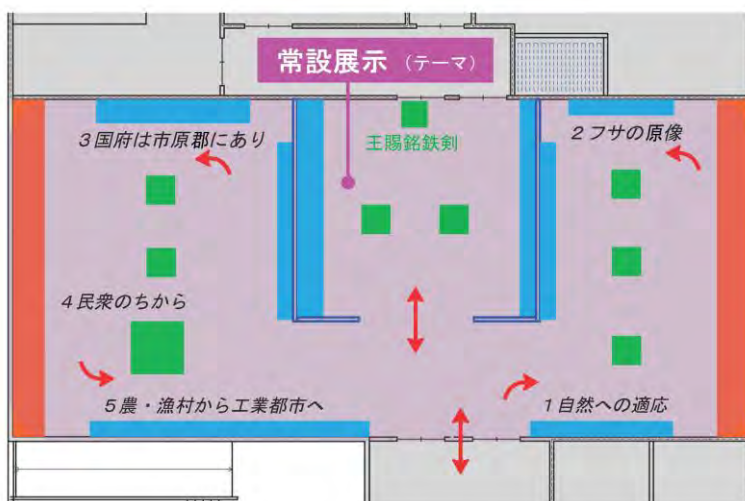 常設展示 (テーマ)
3国府は市原郡にあり
王賜銘鉄剣
2フサの原像
4民衆のちから
5農・漁村から工業都市へ
1自然への適応